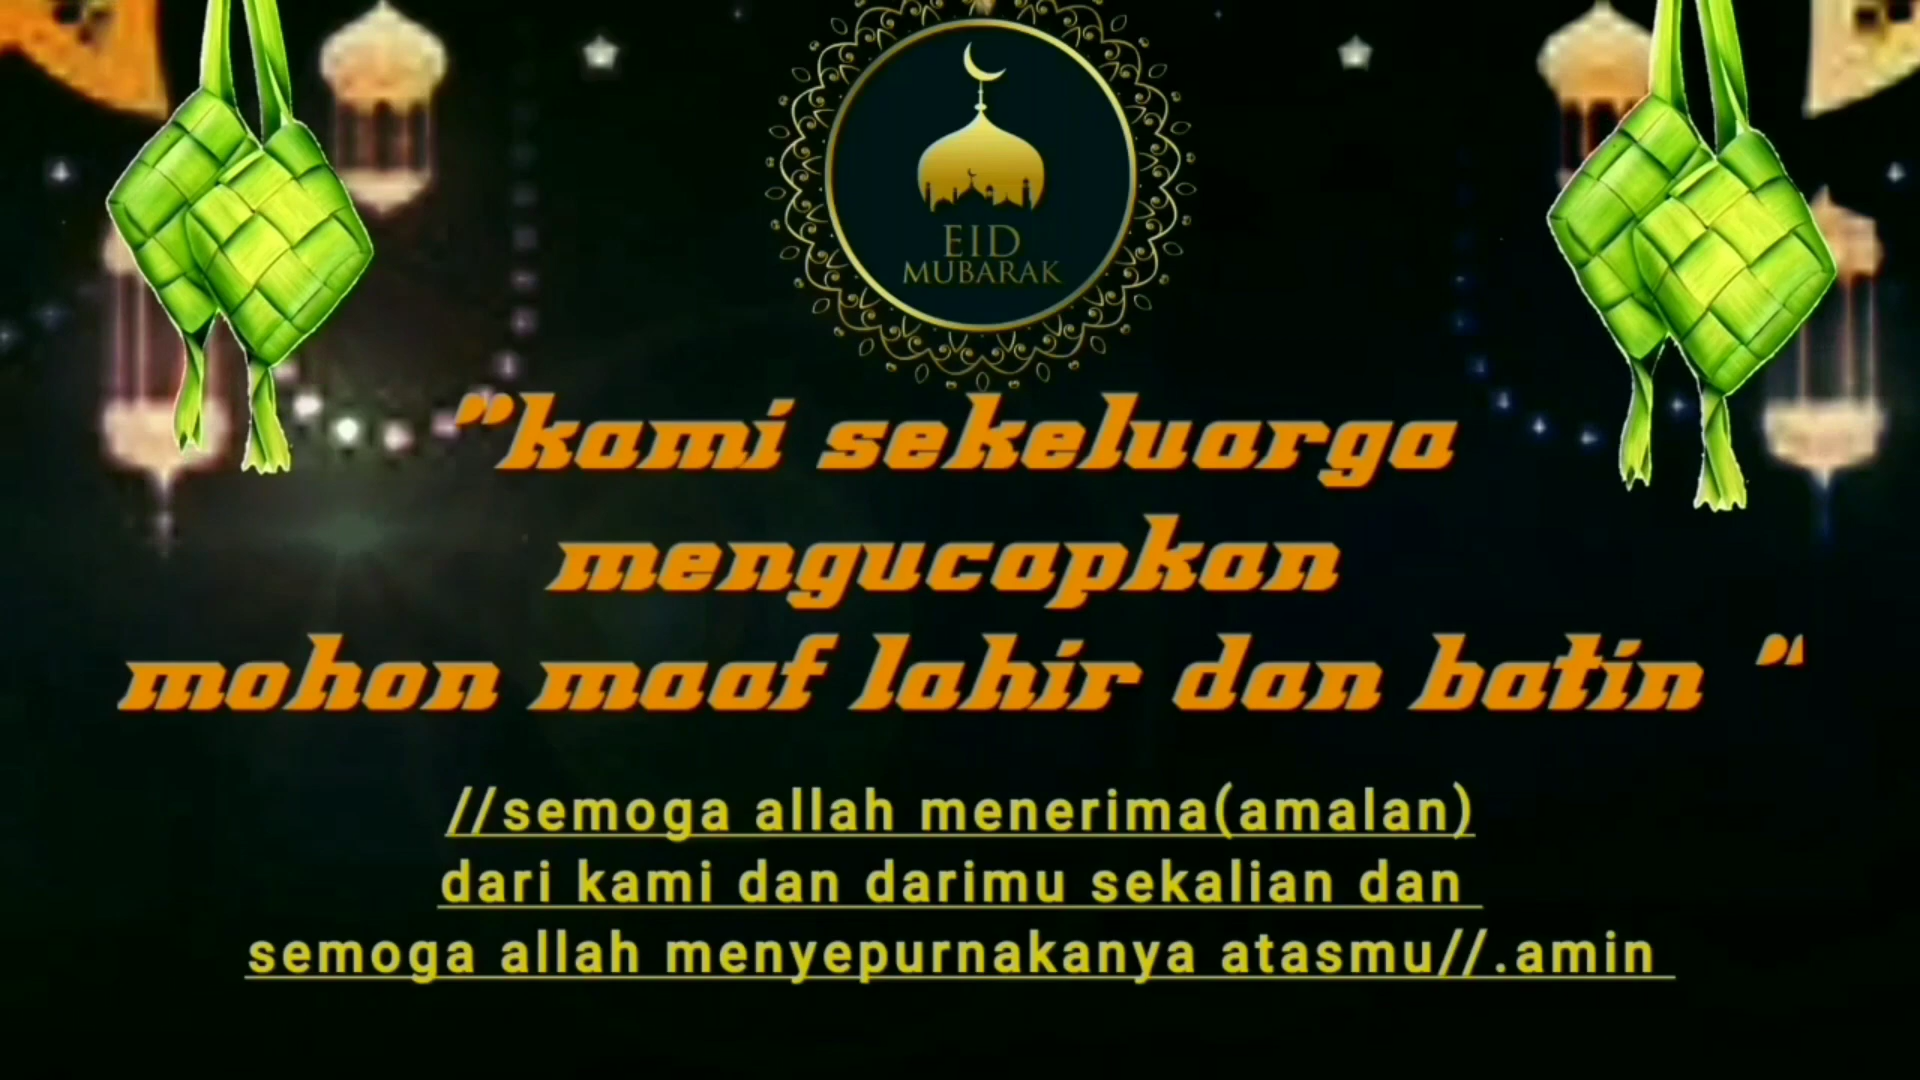 EID
MUBARAK
"kami sekeluarga
mengucapkan
mohon maaf lahir dan batin "
//semoga allah menerima(amalan)
dari kami dan darimu sekalian dan
semoga allah menyepurnakanya atasmu//.amin